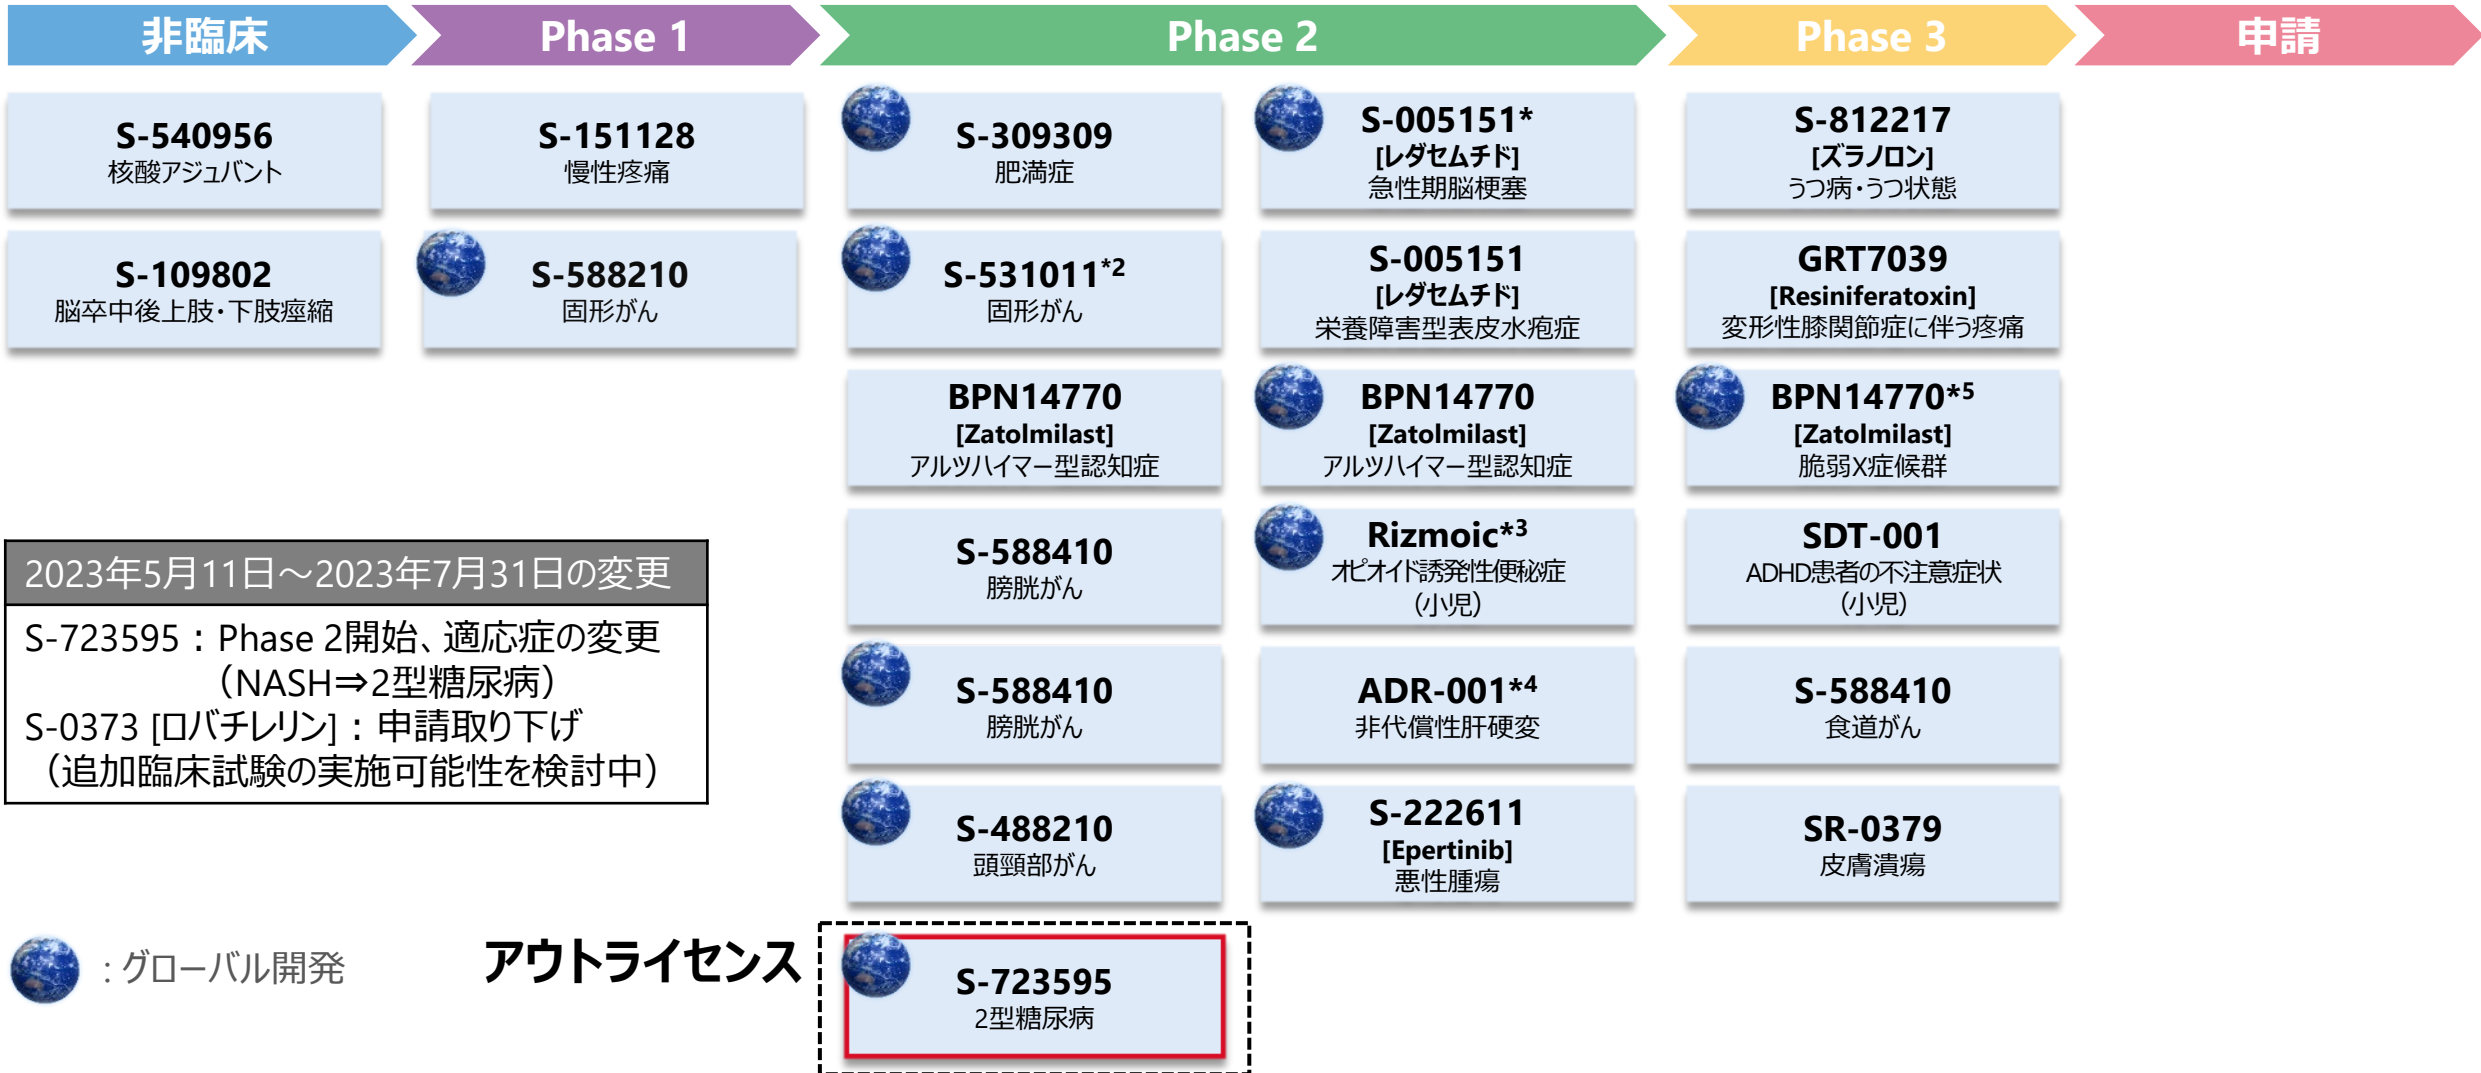 非臨床
Phase 1
Phase 2
Phase 3
申請
S-540956
核酸アジュバント
S-109802
脳卒中後上肢・下肢痙縮
S-151128
慢性疼痛
S-588210
固形がん
S-309309
肥満症
S-531011*2
固形がん
BPN14770
[Zatolmilast]
アルツハイマー型認知症
S-588410
膀胱がん
S-588410
膀胱がん
S-488210
頭頸部がん
S-005151*
[レダセムチド]
急性期脳梗塞
S-005151
[レダセムチド]
栄養障害型表皮水疱症
BPN14770
[Zatolmilast]
アルツハイマー型認知症
Rizmoic*3
オピオイド誘発性便秘症
（小児）
ADR-001*4
非代償性肝硬変
S-222611
[Epertinib]
悪性腫瘍
S-812217
[ズラノロン]
うつ病・うつ状態
GRT7039
[Resiniferatoxin]
変形性膝関節症に伴う疼痛
BPN14770*5
[Zatolmilast]
脆弱X症候群
SDT-001
ADHD患者の不注意症状
（小児）
S-588410
食道がん
SR-0379
皮膚潰瘍
2023年5月11日～2023年7月31日の変更
S-723595：Phase 2開始、適応症の変更
（NASH⇒2型糖尿病）
S-0373 [ロバチレリン]：申請取り下げ
（追加臨床試験の実施可能性を検討中）
：グローバル開発
アウトライセンス
S-723595
2型糖尿病